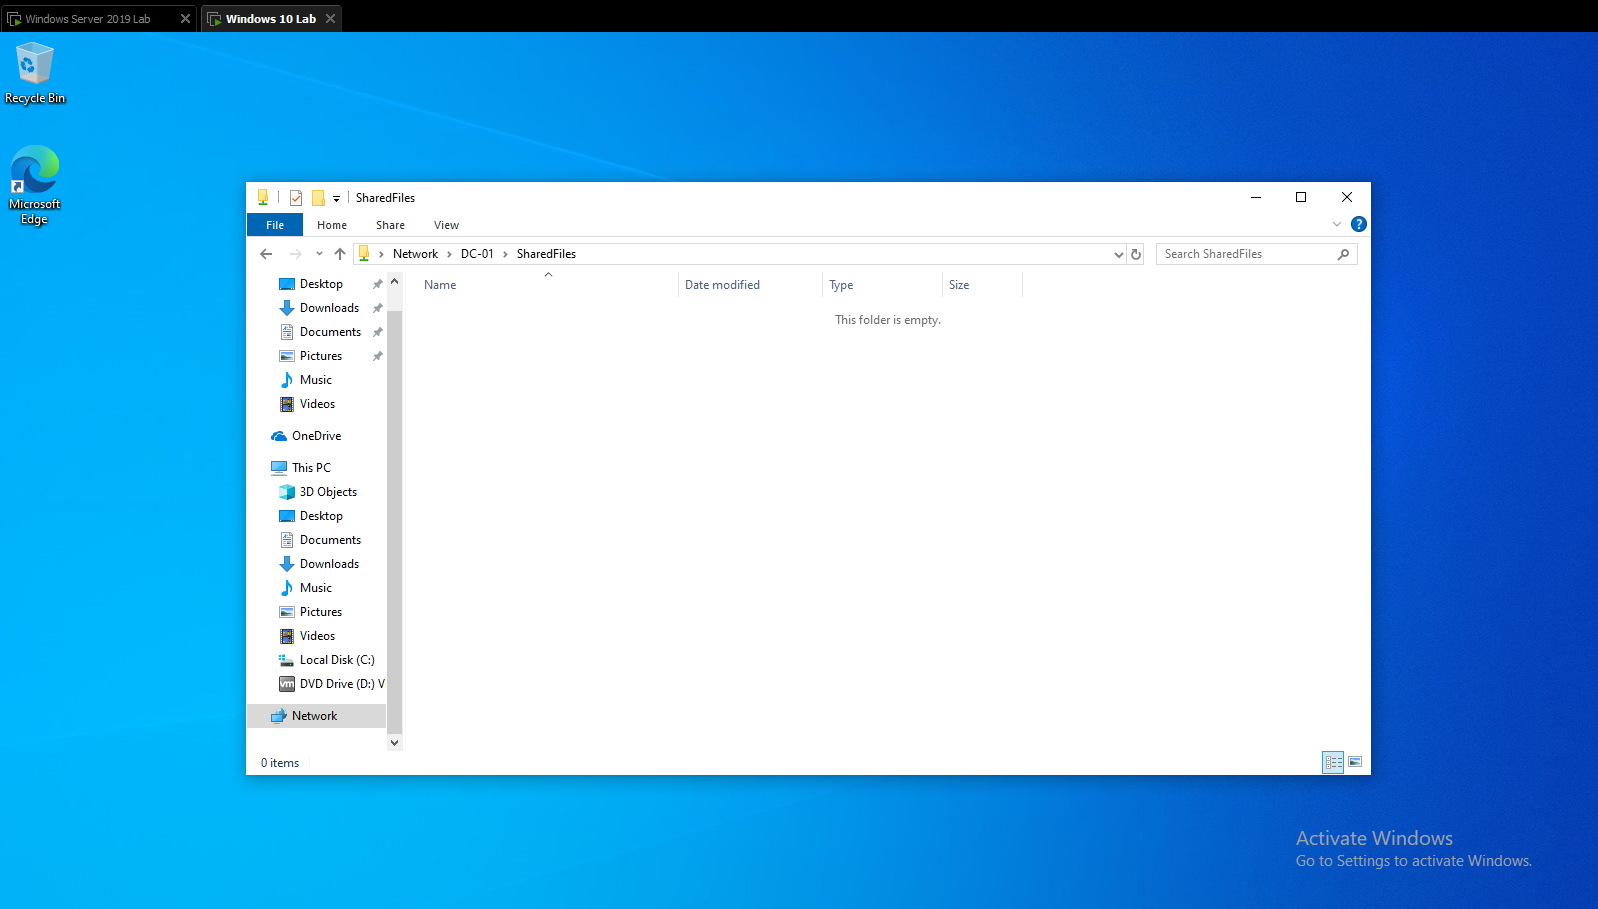 Windows Server 2019 Lab
Windows 10 Lab
Recycle Bin
Microsoft
Edge
SharedFiles
File Home Share View
?
Network DC-01 SharedFiles
Search SharedFiles
Name Date modified Type Size
This folder is empty.
Desktop
Downloads
Documents
Pictures
Music
Videos
OneDrive
This PC
3D Objects
Desktop
Documents
Downloads
Music
Pictures
Videos
Local Disk (C:)
vm DVD Drive (D:) V
Network
0 items
Activate Windows
Go to Settings to activate Windows.